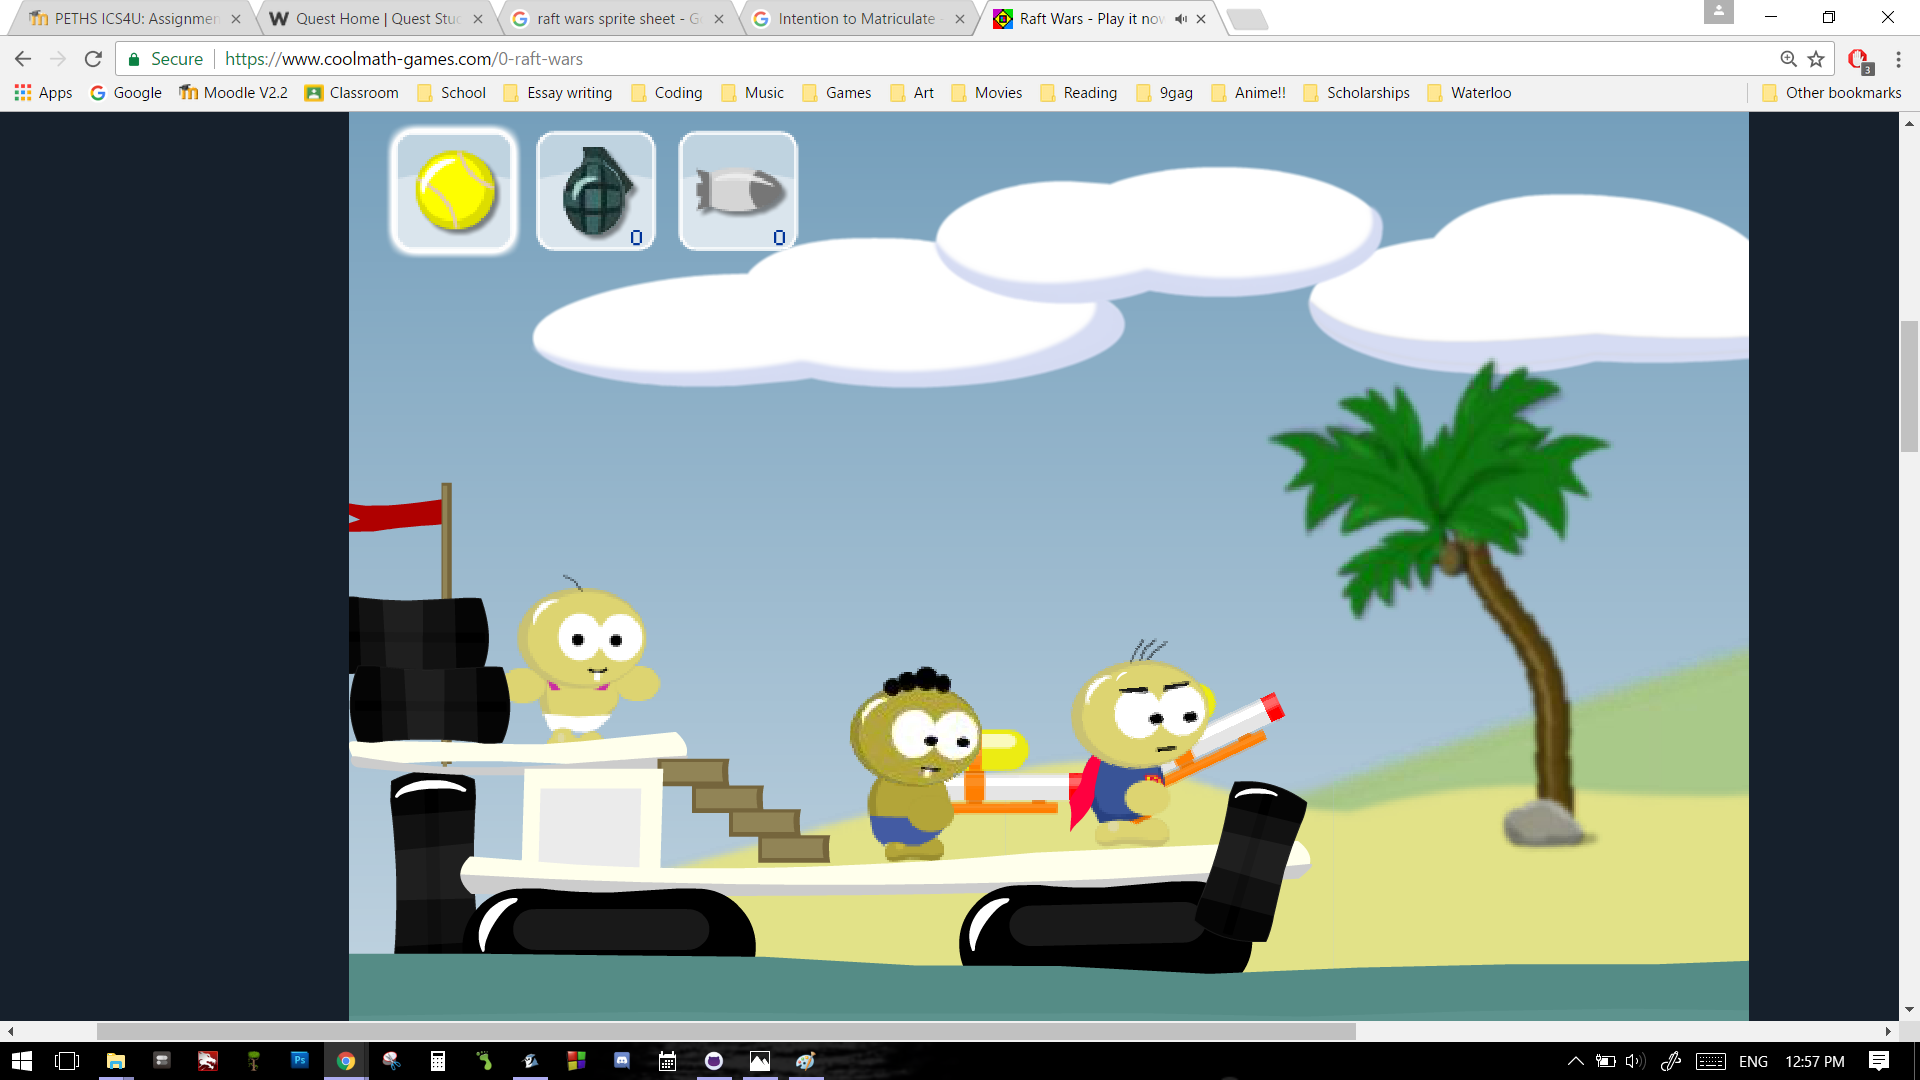 PETHS ICS4U: Assignmen
Quest Home | Quest Stu
raft wars sprite sheet - G
Intention to Matriculate -
Raft Wars - Play it now
Secure
https://www.coolmath-games.com/0-raft-wars
3
Apps
Google
Moodle V2.2
Classroom
School
Essay writing
Coding
Music
Games
Art
Movies
Reading
9gag
Anime!!
Scholarships
Waterloo
Other bookmarks
0
0
Ps
ENG
12:57 PM